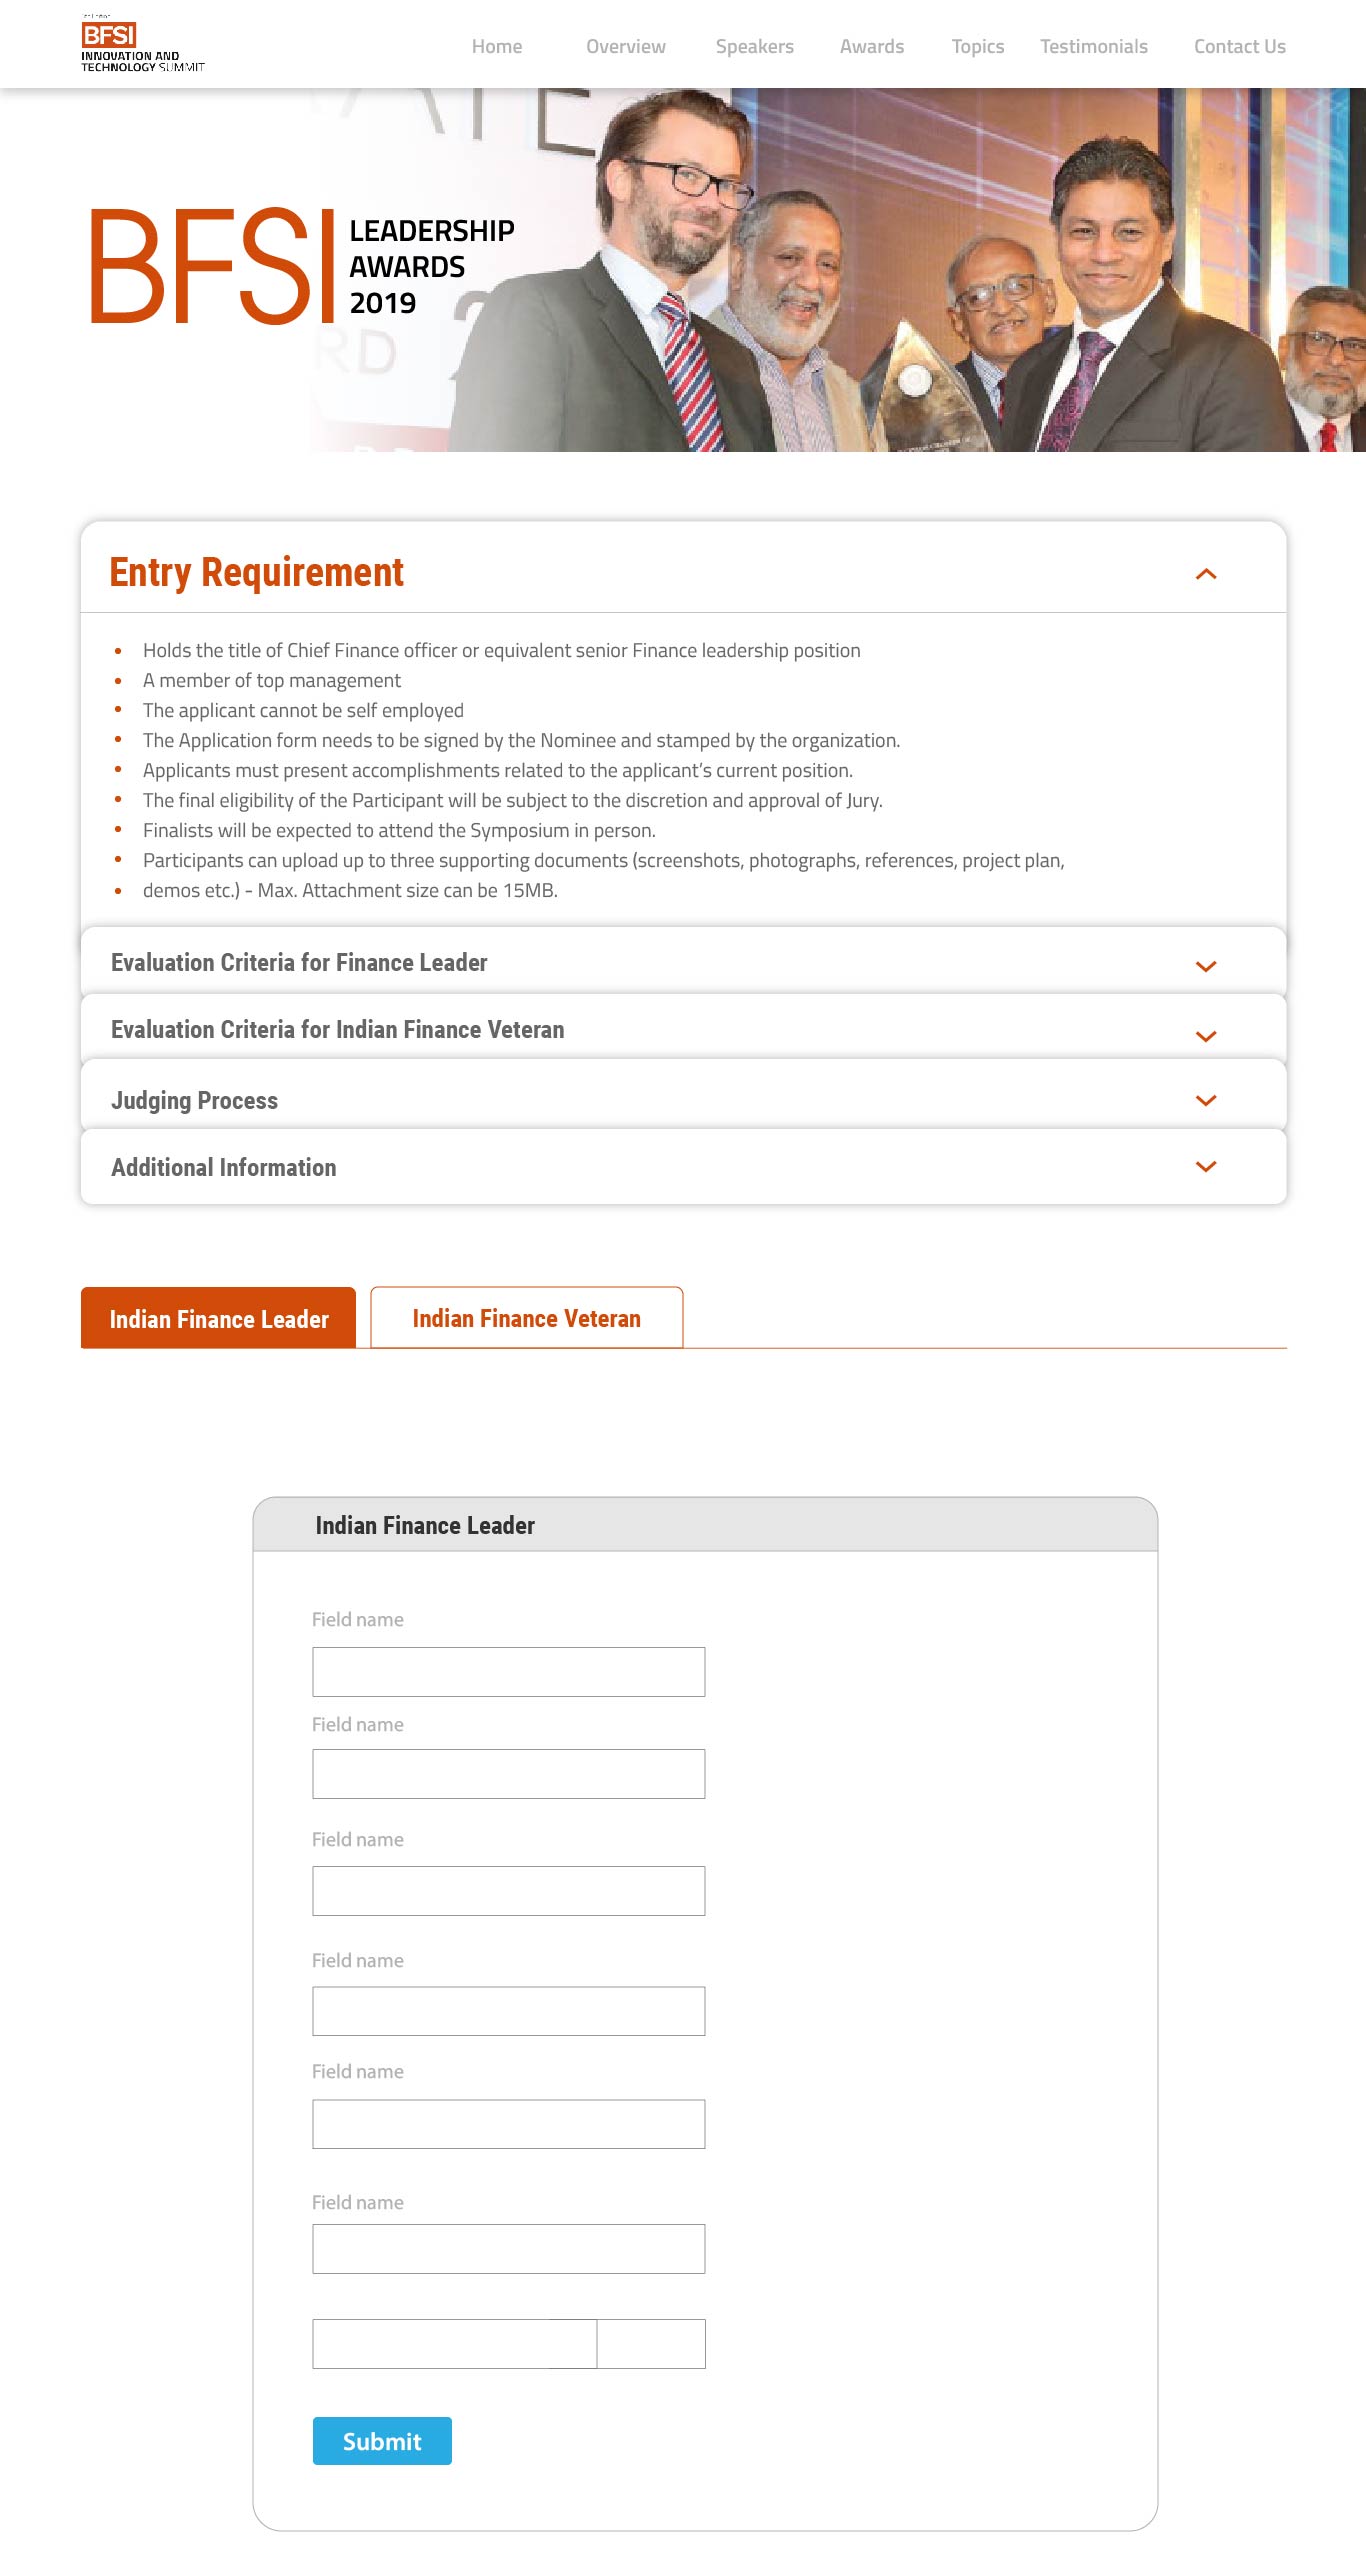 BFSI
INNOVATION AND
TECHNOLOGY SUMMIT
Home Overview Speakers Awards Topics Testimonials Contact Us
BFSI LEADERSHIP
AWARDS
2019
Entry Requirement
• Holds the title of Chief Finance officer or equivalent senior Finance leadership position
• A member of top management
• The applicant cannot be self employed
• The Application form needs to be signed by the Nominee and stamped by the organization.
• Applicants must present accomplishments related to the applicant’s current position.
• The final eligibility of the Participant will be subject to the discretion and approval of Jury.
• Finalists will be expected to attend the Symposium in person.
• Participants can upload up to three supporting documents (screenshots, photographs, references, project plan,
• demos etc.) - Max. Attachment size can be 15MB.
Evaluation Criteria for Finance Leader
Evaluation Criteria for Indian Finance Veteran
Judging Process
Additional Information
Indian Finance Leader Indian Finance Veteran
Indian Finance Leader
Field name
Field name
Field name
Field name
Field name
Field name
Submit